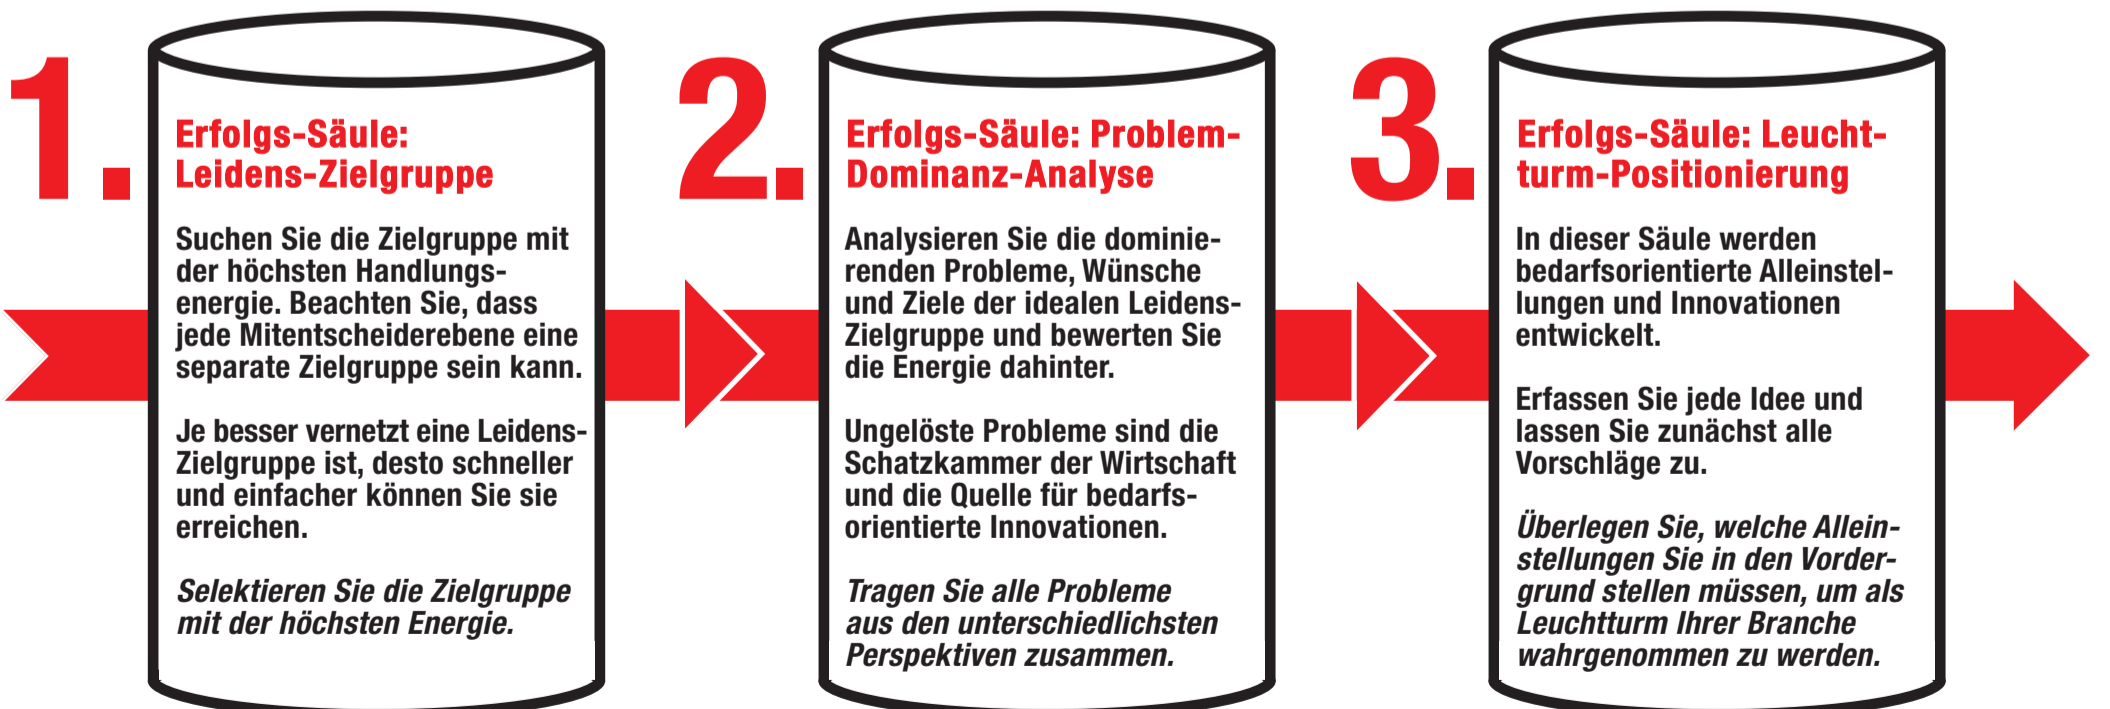 1.
Erfolgs-Säule:
Leidens-Zielgruppe
Suchen Sie die Zielgruppe mit
der höchsten Handlungs-
energie. Beachten Sie, dass
jede Mitentscheiderebene eine
separate Zielgruppe sein kann.
Je besser vernetzt eine Leidens-
Zielgruppe ist, desto schneller
und einfacher können Sie sie
erreichen.
Selektieren Sie die Zielgruppe
mit der höchsten Energie.
2.
Erfolgs-Säule: Problem-
Dominanz-Analyse
Analysieren Sie die dominie-
renden Probleme, Wünsche
und Ziele der idealen Leidens-
Zielgruppe und bewerten Sie
die Energie dahinter.
Ungelöste Probleme sind die
Schatzkammer der Wirtschaft
und die Quelle für bedarfs-
orientierte Innovationen.
Tragen Sie alle Probleme
aus den unterschiedlichsten
Perspektiven zusammen.
3.
Erfolgs-Säule: Leucht-
turm-Positionierung
In dieser Säule werden
bedarfsorientierte Alleinstel-
lungen und Innovationen
entwickelt.
Erfassen Sie jede Idee und
lassen Sie zunächst alle
Vorschläge zu.
Überlegen Sie, welche Allein-
stellungen Sie in den Vorder-
grund stellen müssen, um als
Leuchtturm Ihrer Branche
wahrgenommen zu werden.